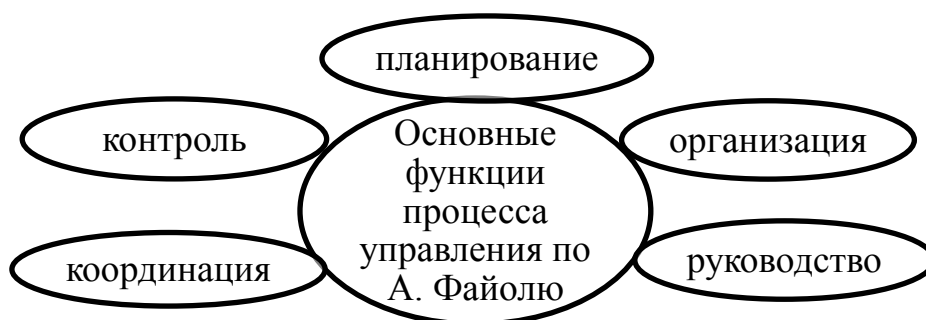 планирование
контроль
Основные
функции
процесса
управления по
А. Файолю
организация
координация
руководство